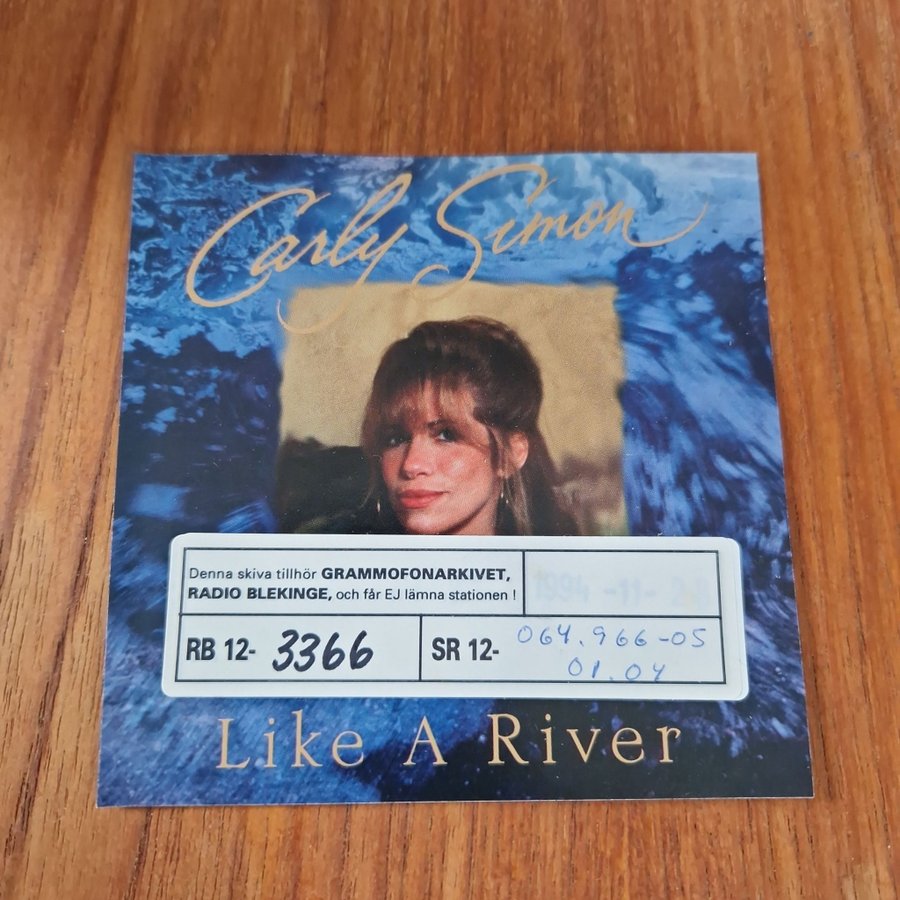 Carly Simon
Denna skiva tillhör GRAMMOFONARKIVET,
RADIO BLEKINGE, och får EJ lämna stationen !
1994 -11- 28
RB 12- 3366
SR 12- 064.966-05
01.04
Like A River